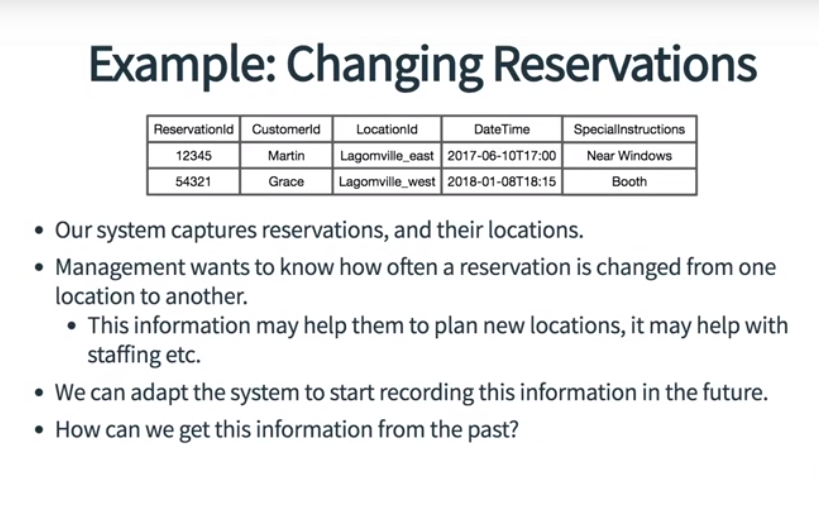 Example: Changing Reservations
ReservationId CustomerId LocationId DateTime SpecialInstructions
12345 Martin Lagomville_east 2017-06-10T17:00 Near Windows
54321 Grace Lagomville_west 2018-01-08T18:15 Booth
• Our system captures reservations, and their locations.
• Management wants to know how often a reservation is changed from one
location to another.
• This information may help them to plan new locations, it may help with
staffing etc.
• We can adapt the system to start recording this information in the future.
• How can we get this information from the past?